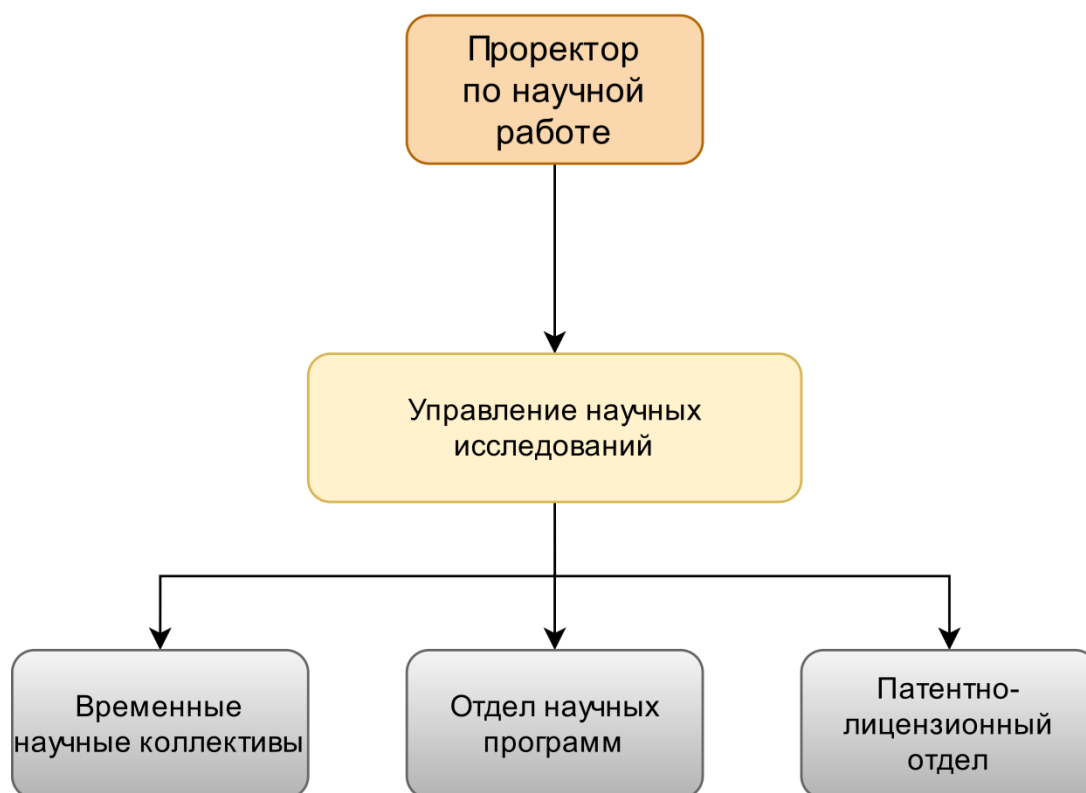 Проректор
по научной
работе
Управление научных
исследований
Временные
научные коллективы
Отдел научных
программ
Патентно-
лицензионный
отдел